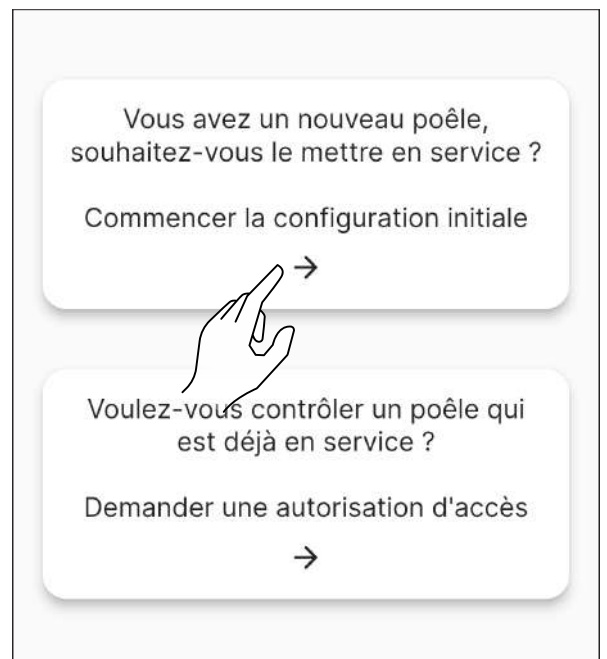 Vous avez un nouveau poêle,
souhaitez-vous le mettre en service ?
Commencer la configuration initiale
→
Voulez-vous contrôler un poêle qui
est déjà en service ?
Demander une autorisation d'accès
→